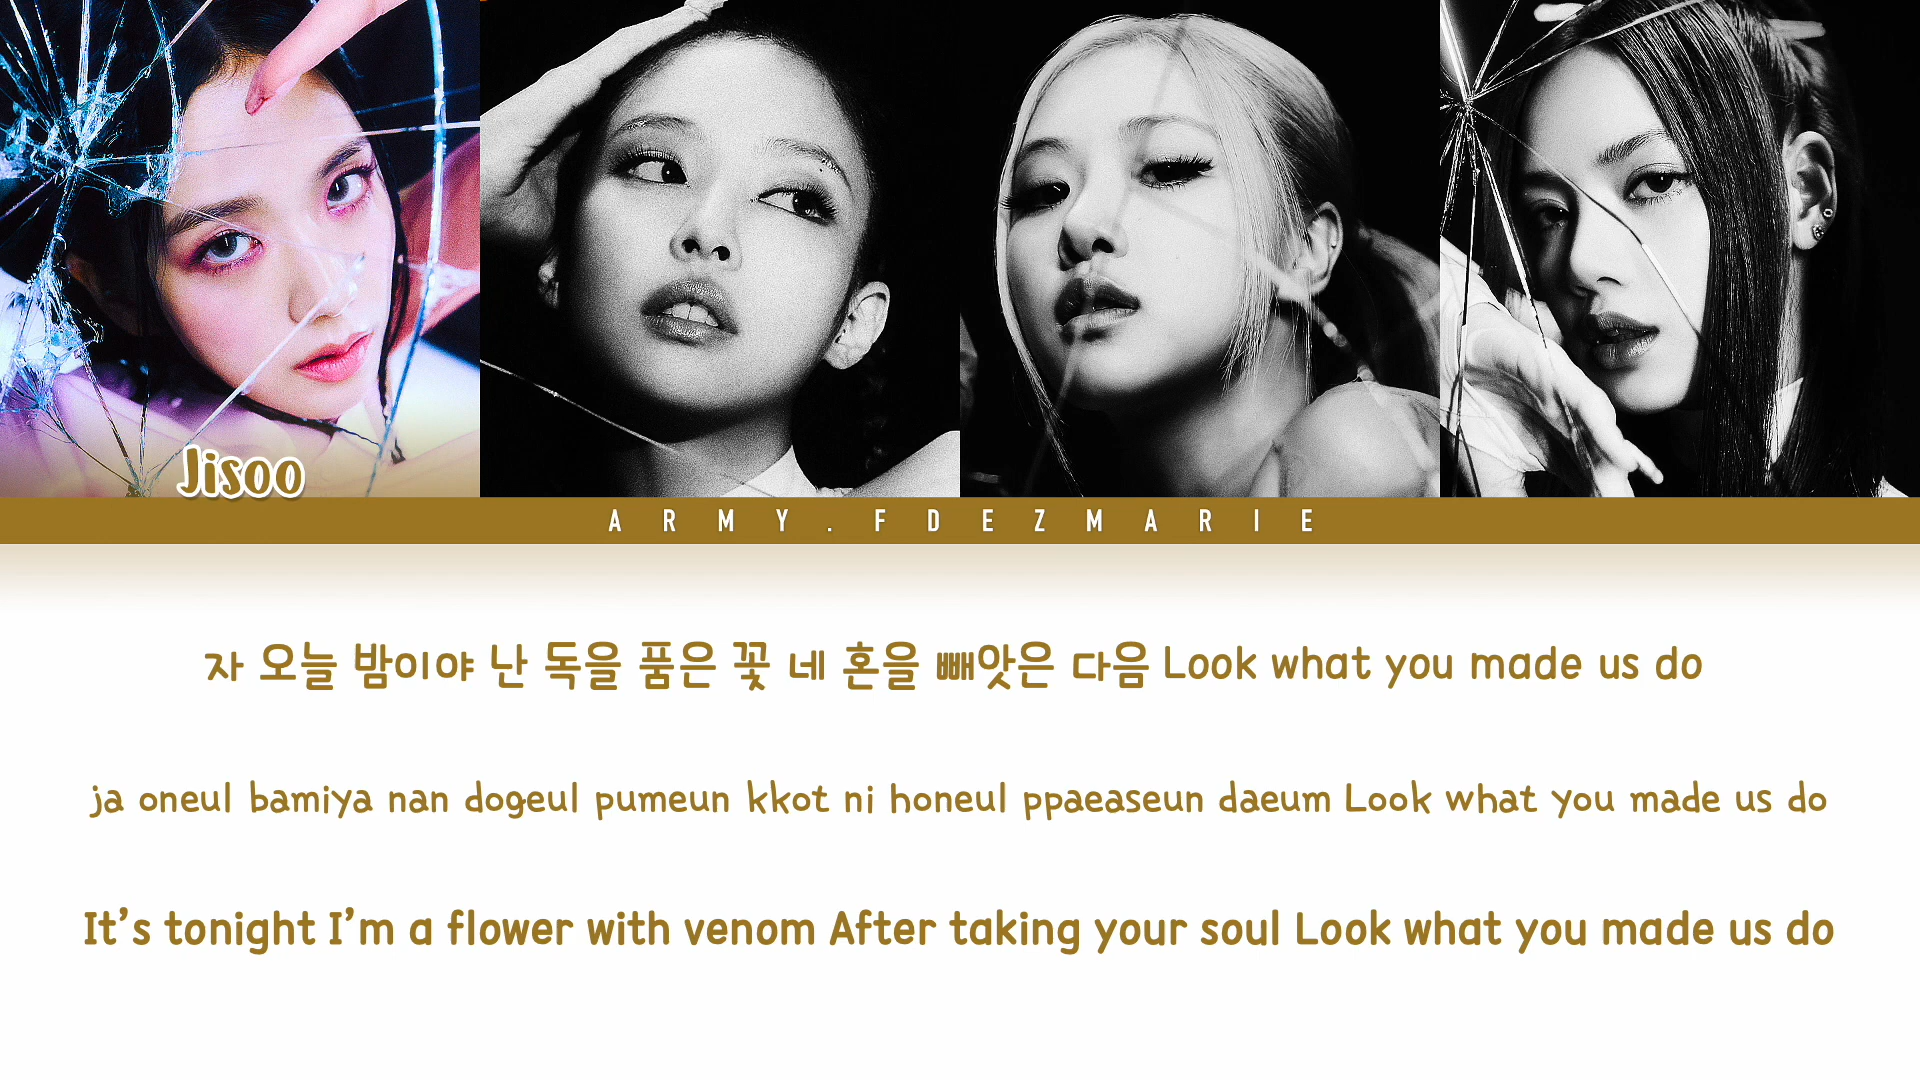 Jisoo
ARMY.FDEZMARIE
자 오늘 밤이야 난 독을 품은 꽃 네 혼을 빼앗은 다음 Look what you made us do
ja oneul bamiya nan dogeul pumeun kkot ni honeul ppaeaseun daeum Look what you made us do
It's tonight I'm a flower with venom After taking your soul Look what you made us do